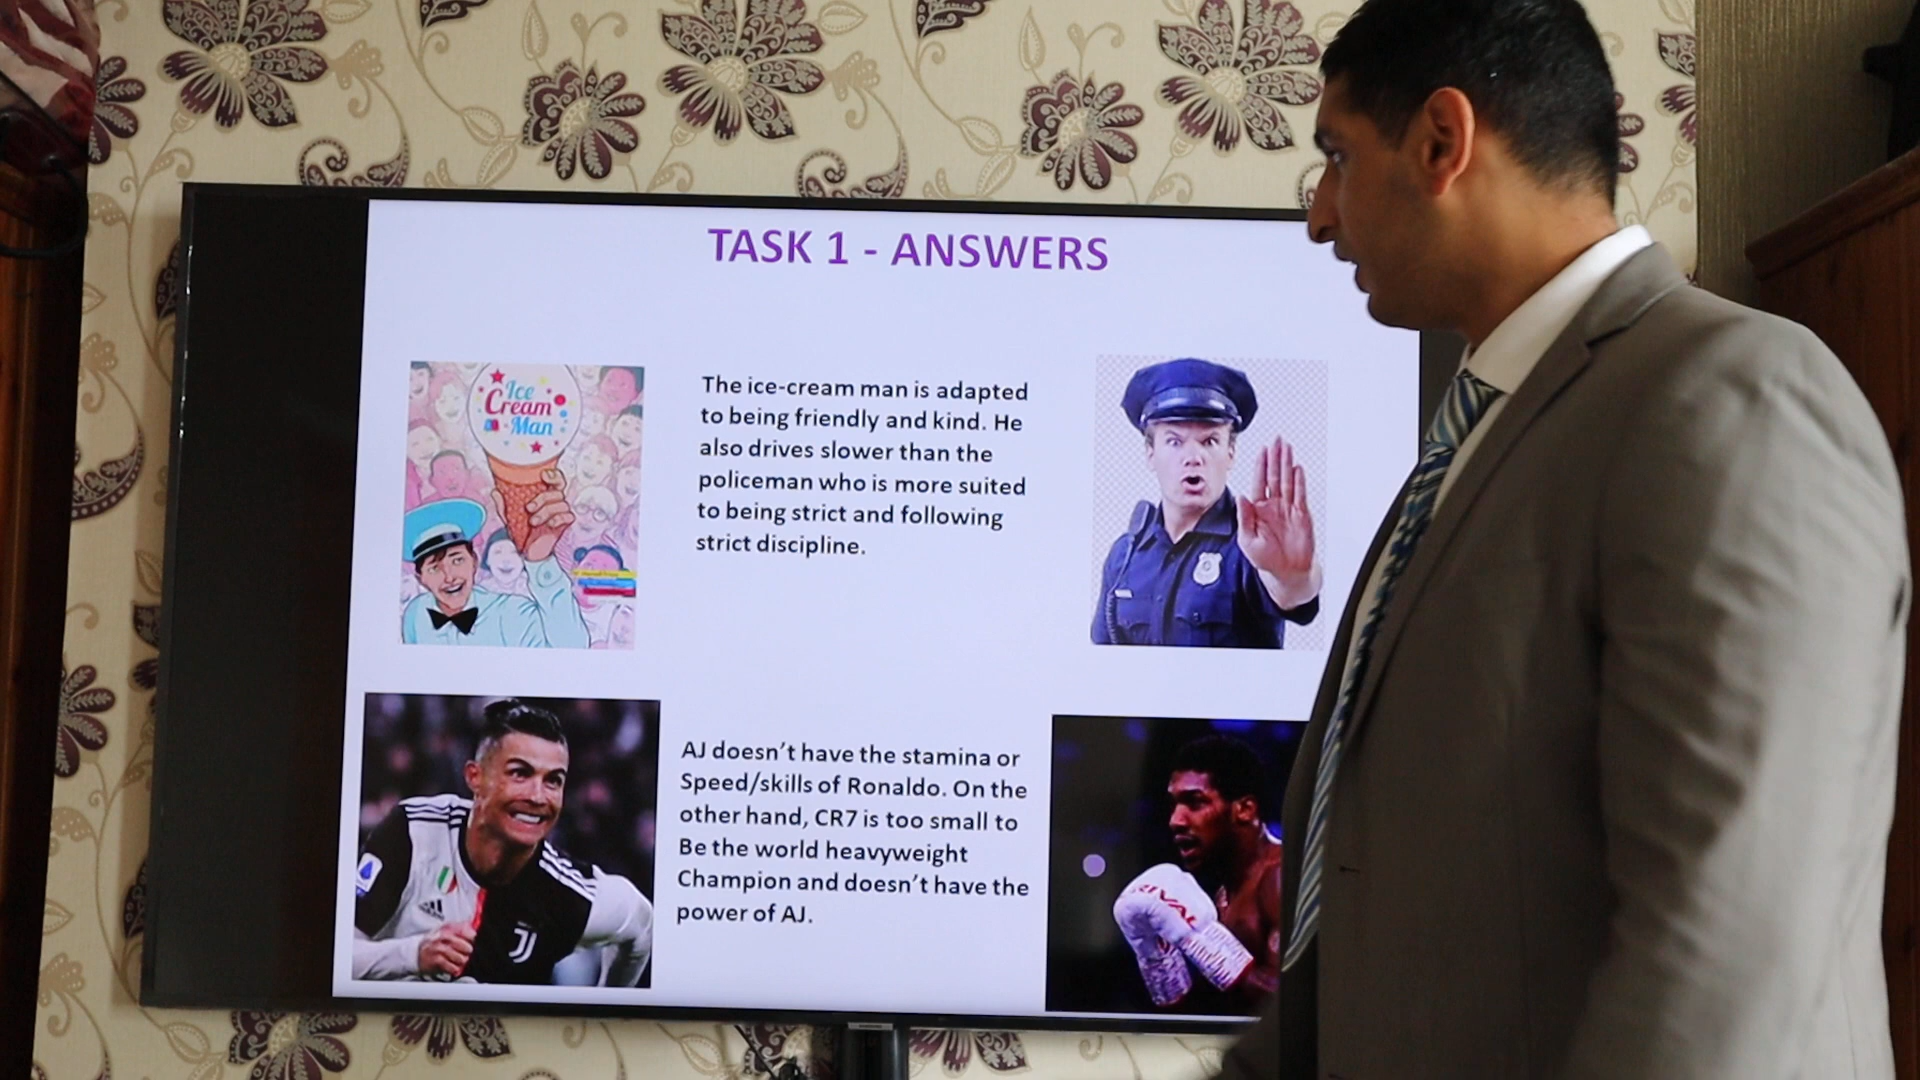 TASK 1 - ANSWERS
Ice
Cream
Man
The ice-cream man is adapted
to being friendly and kind. He
also drives slower than the
policeman who is more suited
to being strict and following
strict discipline.
AJ doesn't have the stamina or
Speed/skills of Ronaldo. On the
other hand, CR7 is too small to
Be the world heavyweight
Champion and doesn't have the
power of AJ.
adidas
RIVAL